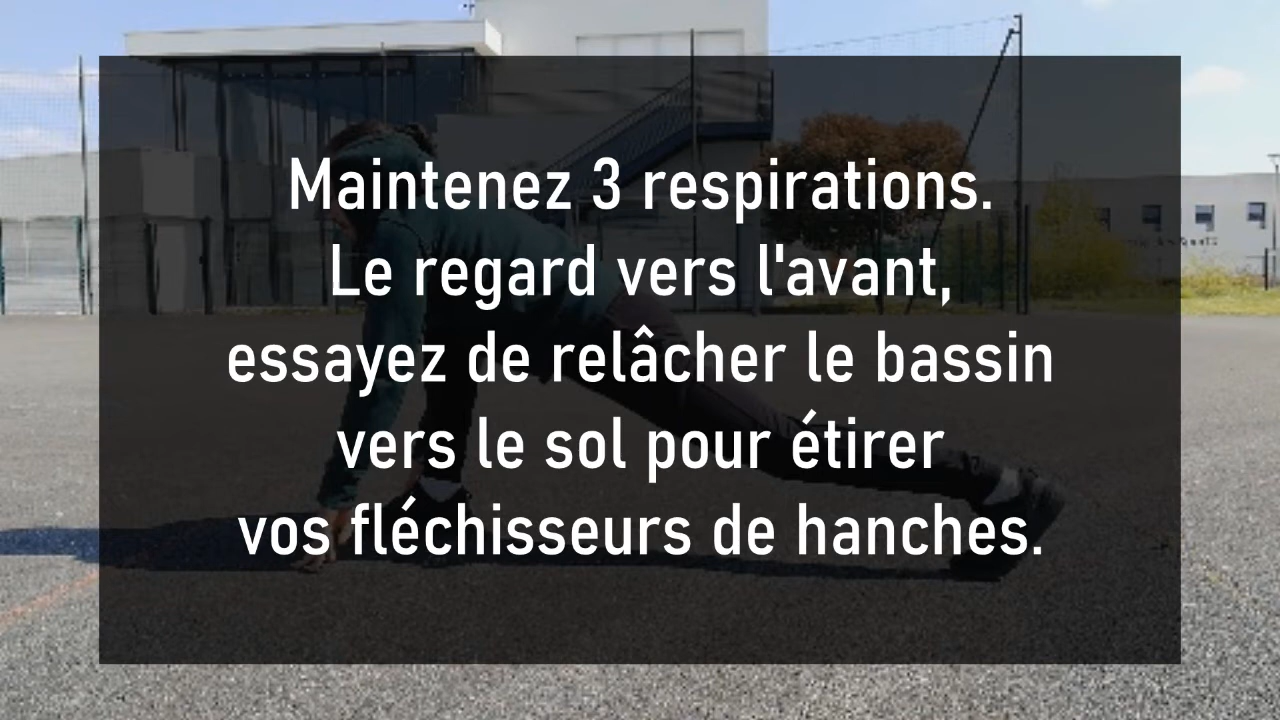 Maintenez 3 respirations.
Le regard vers l'avant,
essayez de relâcher le bassin
vers le sol pour étirer
vos fléchisseurs de hanches.